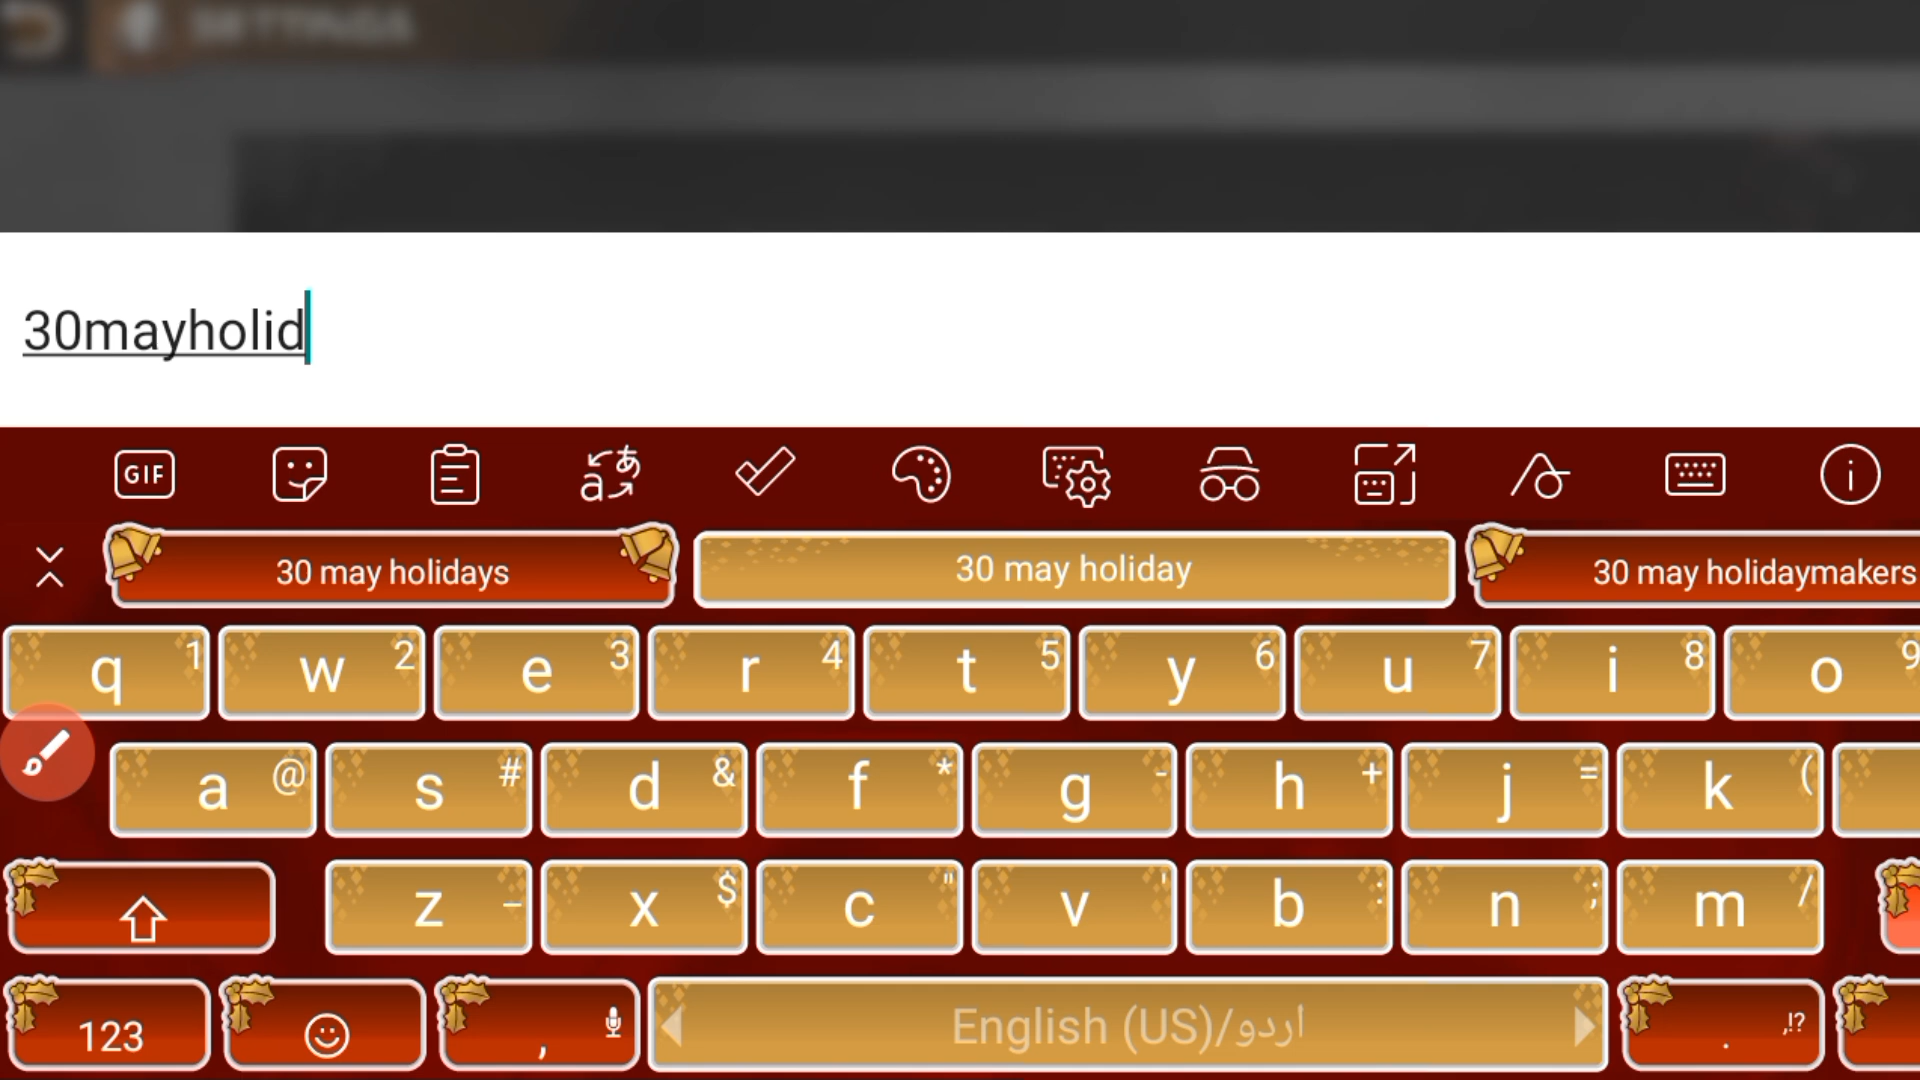 SETTINGS
30mayholid
GIF
30 may holidays
30 may holiday
30 may holidaymakers
q 1 w 2 e 3 r 4 t 5 y 6 u 7 i 8 o 9
a @ s # d & f * g - h + j = k (
z _ x $ c " v ' b : n ; m /
123 , English (US)/اردو . ,!?